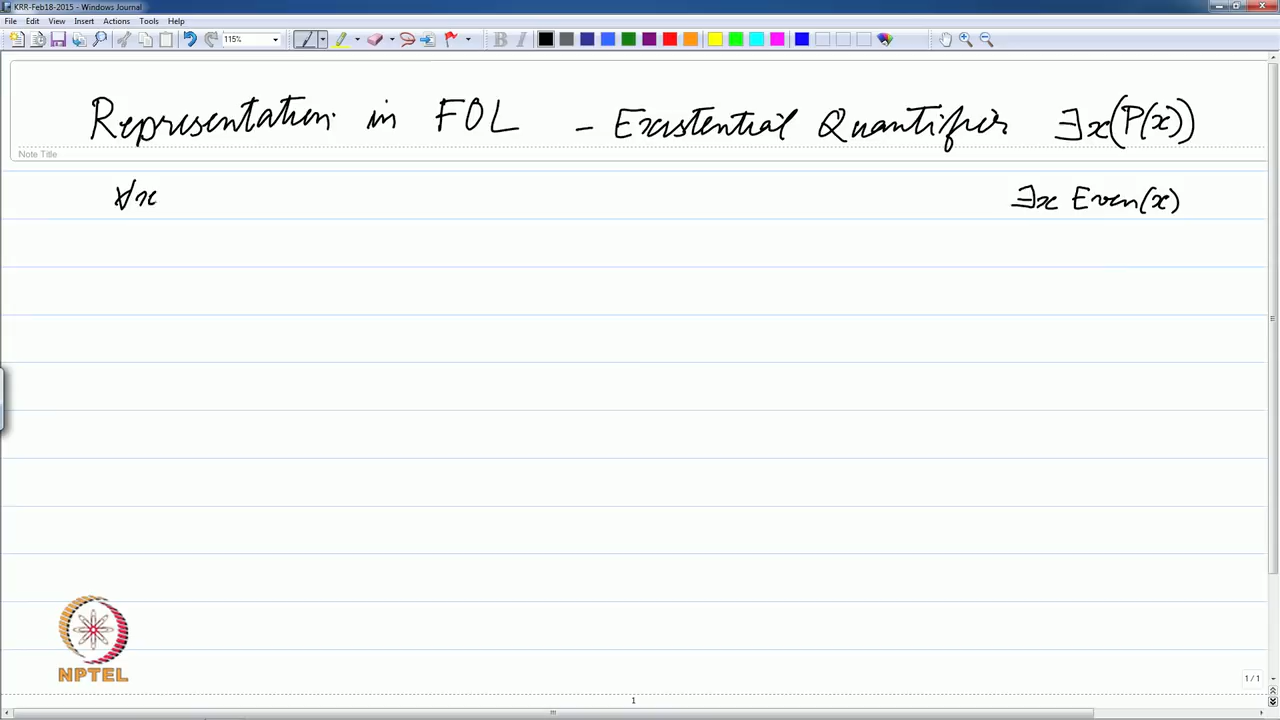 KRR-Feb18-2015 - Windows Journal
File Edit View Insert Actions Tools Help
115%
Representation in FOL - Existential Quantifier ∃x(P(x))
Note Title
∀x ∃x Even(x)
NPTEL
1 / 1
1